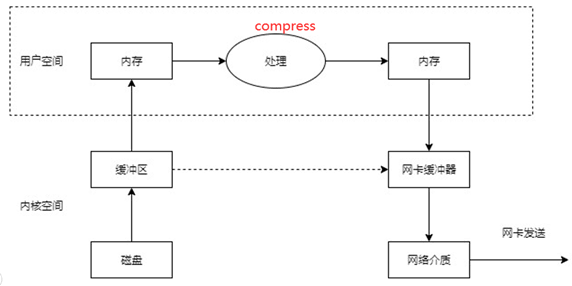 compress
用户空间
内存
处理
内存
缓冲区
网卡缓冲器
内核空间
网卡发送
磁盘
网络介质